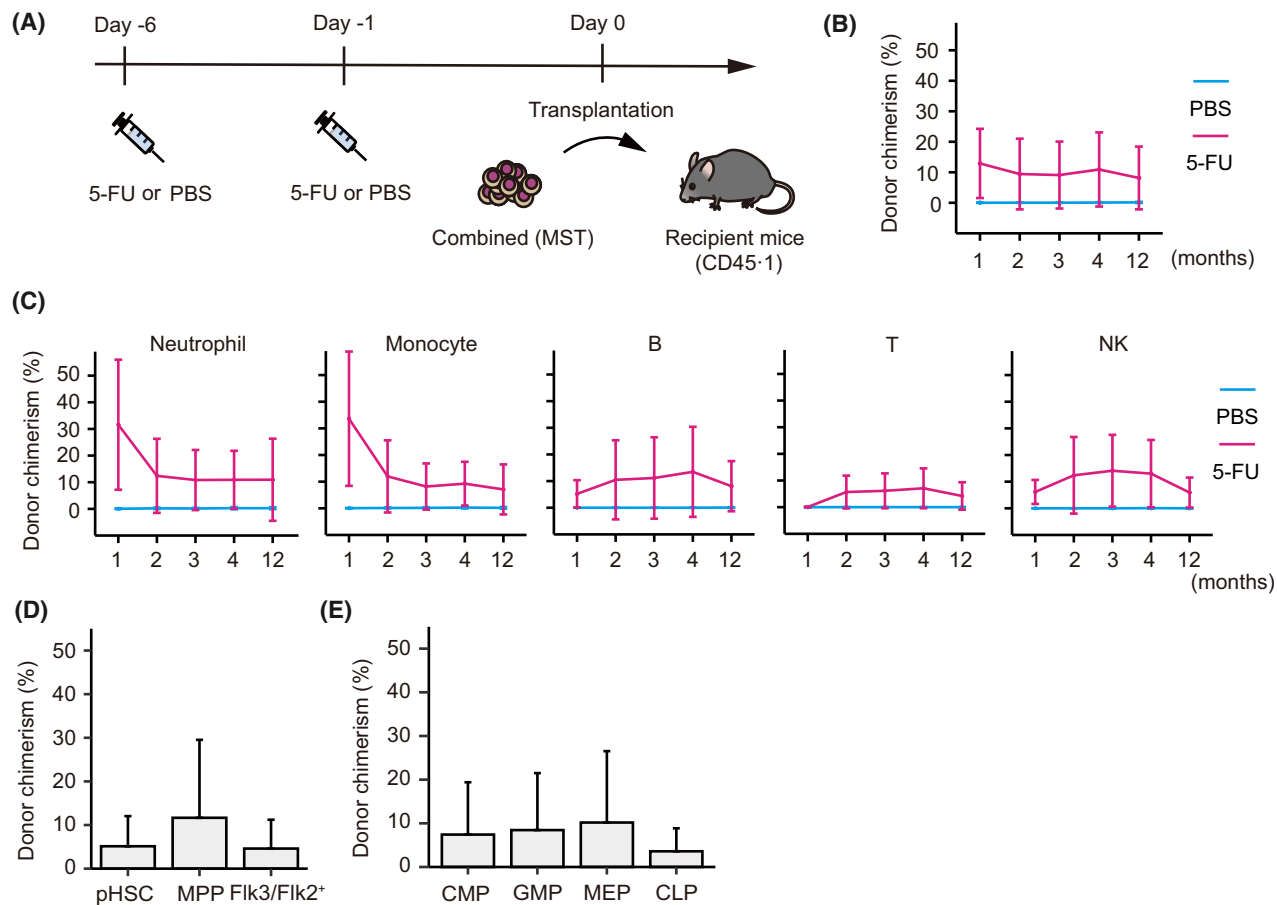 (A)
Day -6
Day -1
Day 0
5-FU or PBS
5-FU or PBS
Transplantation
Combined (MST)
Recipient mice
(CD45·1)
(B)
Donor chimerism (%)
50
40
30
20
10
0
1 2 3 4 12 (months)
PBS
5-FU
(C)
Neutrophil
Monocyte
B
T
NK
Donor chimerism (%)
50
40
30
20
10
0
1 2 3 4 12
1 2 3 4 12
1 2 3 4 12
1 2 3 4 12
1 2 3 4 12
(months)
PBS
5-FU
(D)
Donor chimerism (%)
50
40
30
20
10
0
pHSC MPP Flk3/Flk2⁺
(E)
Donor chimerism (%)
50
40
30
20
10
0
CMP GMP MEP CLP